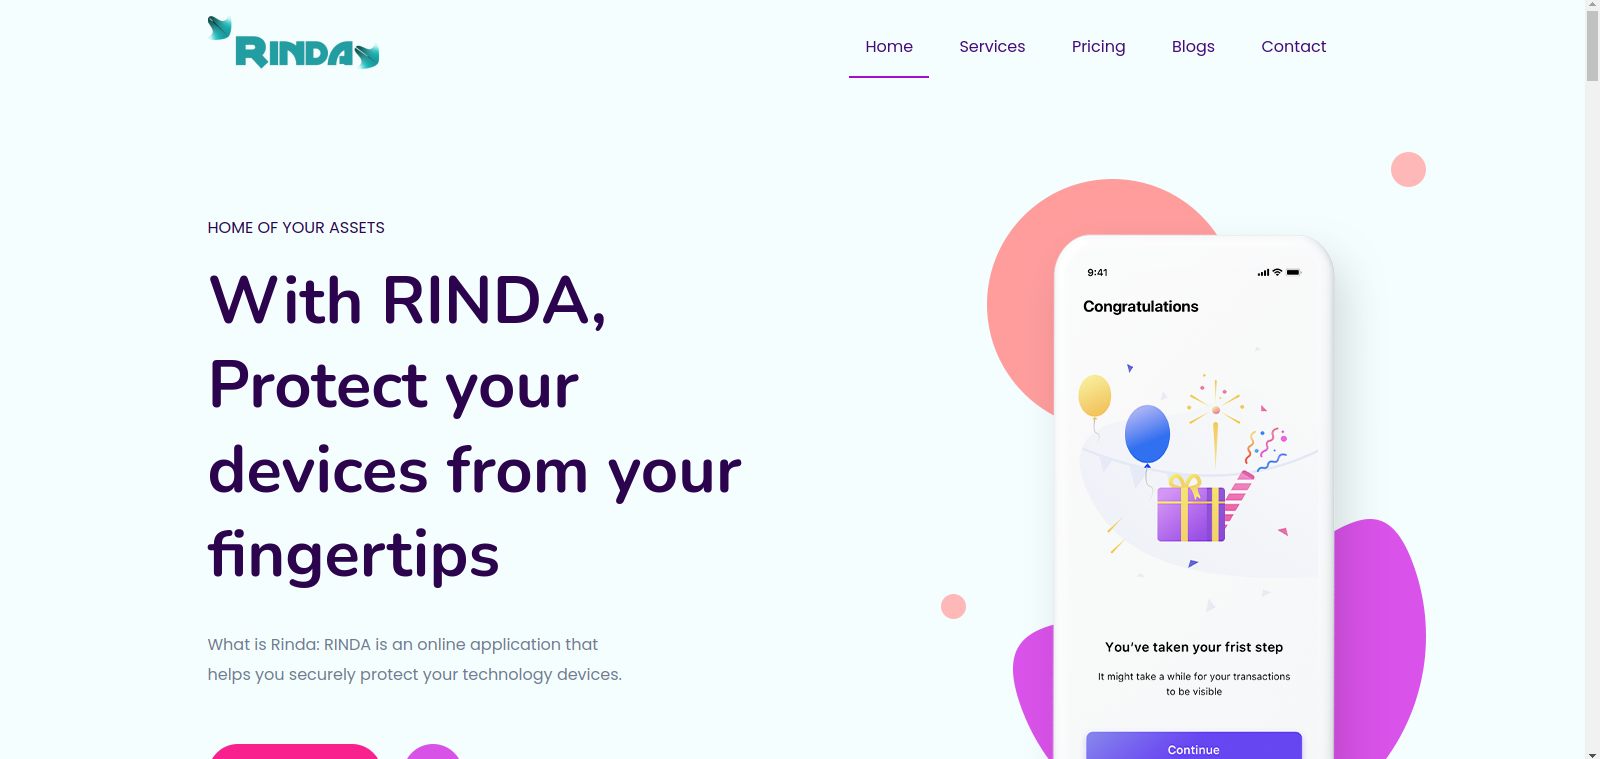 RINDA
Home
Services
Pricing
Blogs
Contact
HOME OF YOUR ASSETS
With RINDA,
Protect your
devices from your
fingertips
What is Rinda: RINDA is an online application that
helps you securely protect your technology devices.
9:41
Congratulations
You've taken your frist step
It might take a while for your transactions
to be visible
Continue